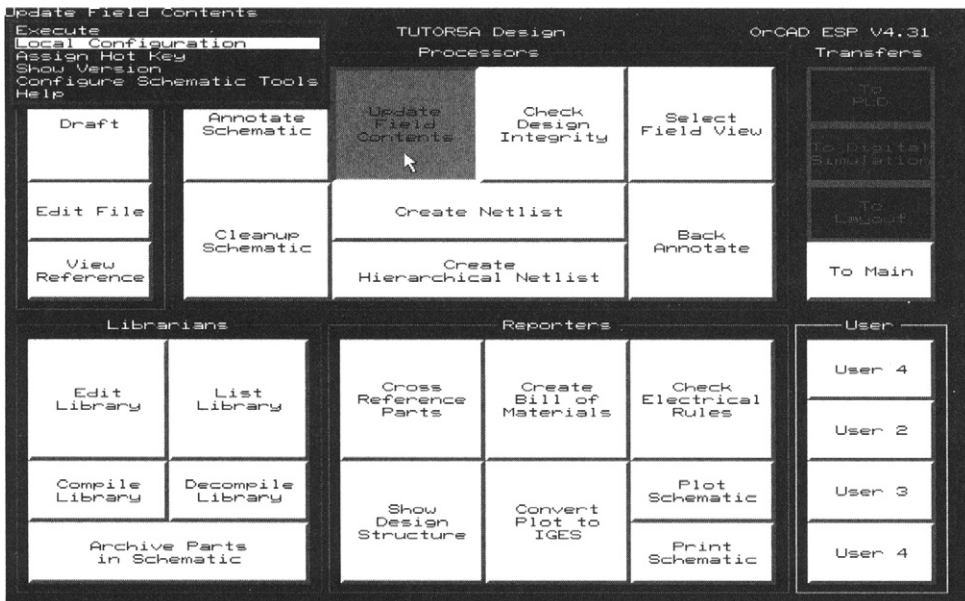 Update Field Contents
Execute
Local Configuration
Assign Hot Key
Show Version
Configure Schematic Tools
Help
TUTOR5A Design
OrCAD ESP V4.31
Processors
Transfers
Draft
Edit File
View
Reference
Annotate
Schematic
Cleanup
Schematic
Update
Field
Contents
Check
Design
Integrity
Select
Field View
Create Netlist
Create
Hierarchical Netlist
Back
Annotate
To
PLD
To Digital
Simulation
To
Layout
To Main
Librarians
Edit
Library
List
Library
Compile
Library
Decompile
Library
Archive Parts
in Schematic
Reporters
Cross
Reference
Parts
Create
Bill of
Materials
Check
Electrical
Rules
Show
Design
Structure
Convert
Plot to
IGES
Plot
Schematic
Print
Schematic
User
User 4
User 2
User 3
User 4